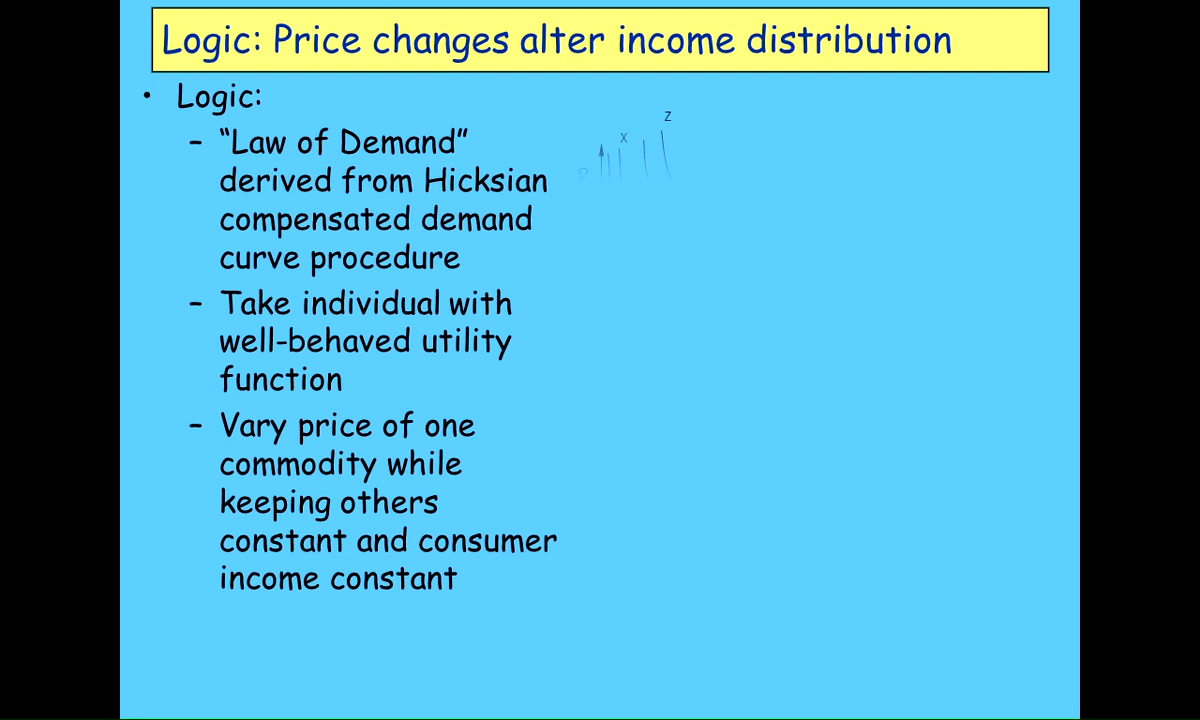 Logic: Price changes alter income distribution
• Logic:
– “Law of Demand”
derived from Hicksian
compensated demand
curve procedure
– Take individual with
well-behaved utility
function
– Vary price of one
commodity while
keeping others
constant and consumer
income constant
Z
X